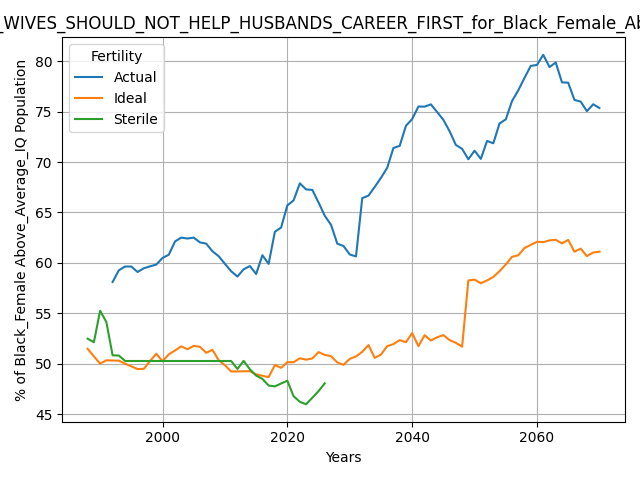 _WIVES_SHOULD_NOT_HELP_HUSBANDS_CAREER_FIRST_for_Black_Female_Ab
Fertility
Actual
Ideal
Sterile
% of Black_Female Above_Average_IQ Population
80
75
70
65
60
55
50
45
2000
2020
2040
2060
Years